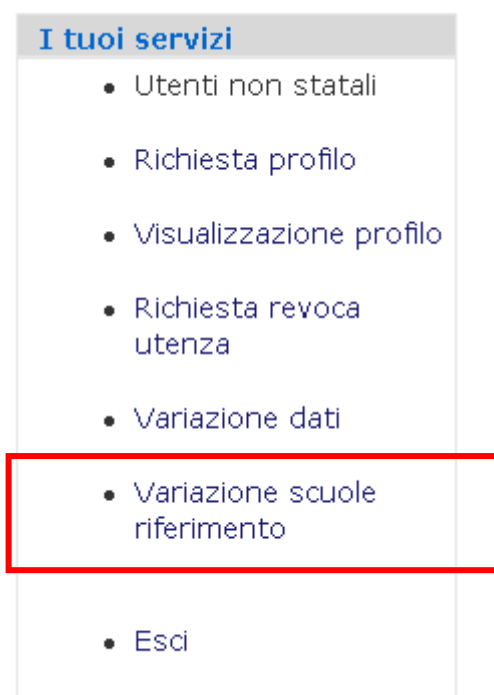 I tuoi servizi
Utenti non statali
Richiesta profilo
Visualizzazione profilo
Richiesta revoca
utenza
Variazione dati
Variazione scuole
riferimento
Esci